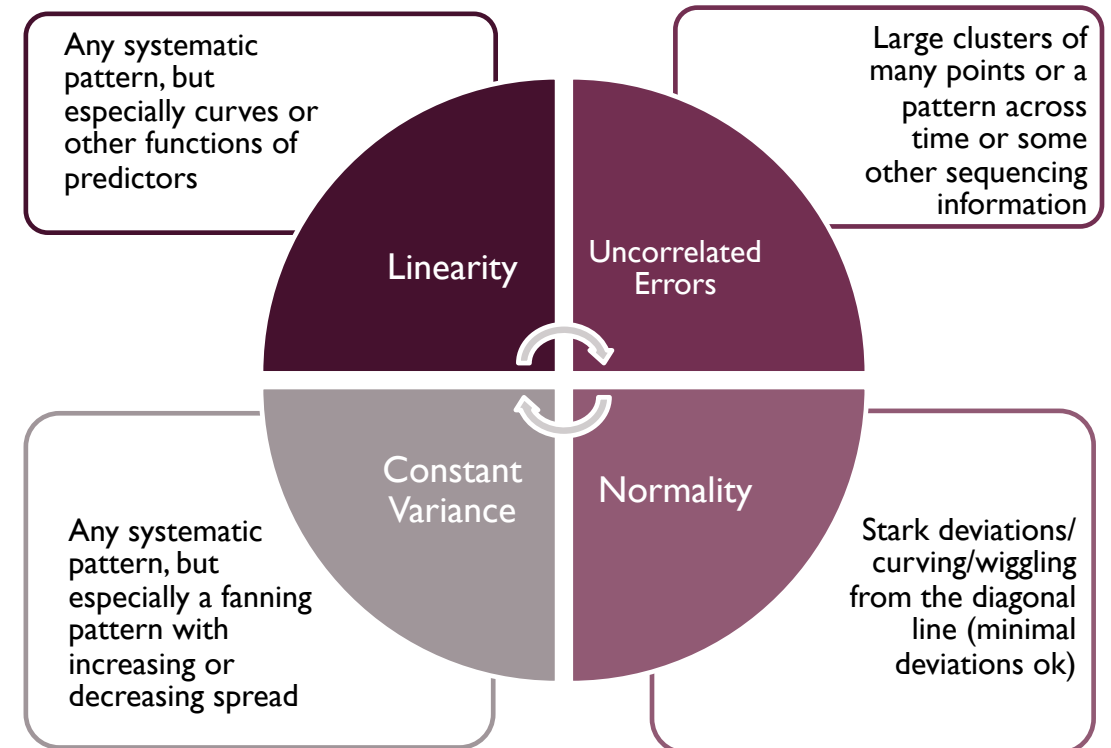 Any systematic
pattern, but
especially curves or
other functions of
predictors
Large clusters of
many points or a
pattern across
time or some
other sequencing
information
Linearity
Uncorrelated
Errors
Constant
Variance
Normality
Any systematic
pattern, but
especially a fanning
pattern with
increasing or
decreasing spread
Stark deviations/
curving/wiggling
from the diagonal
line (minimal
deviations ok)